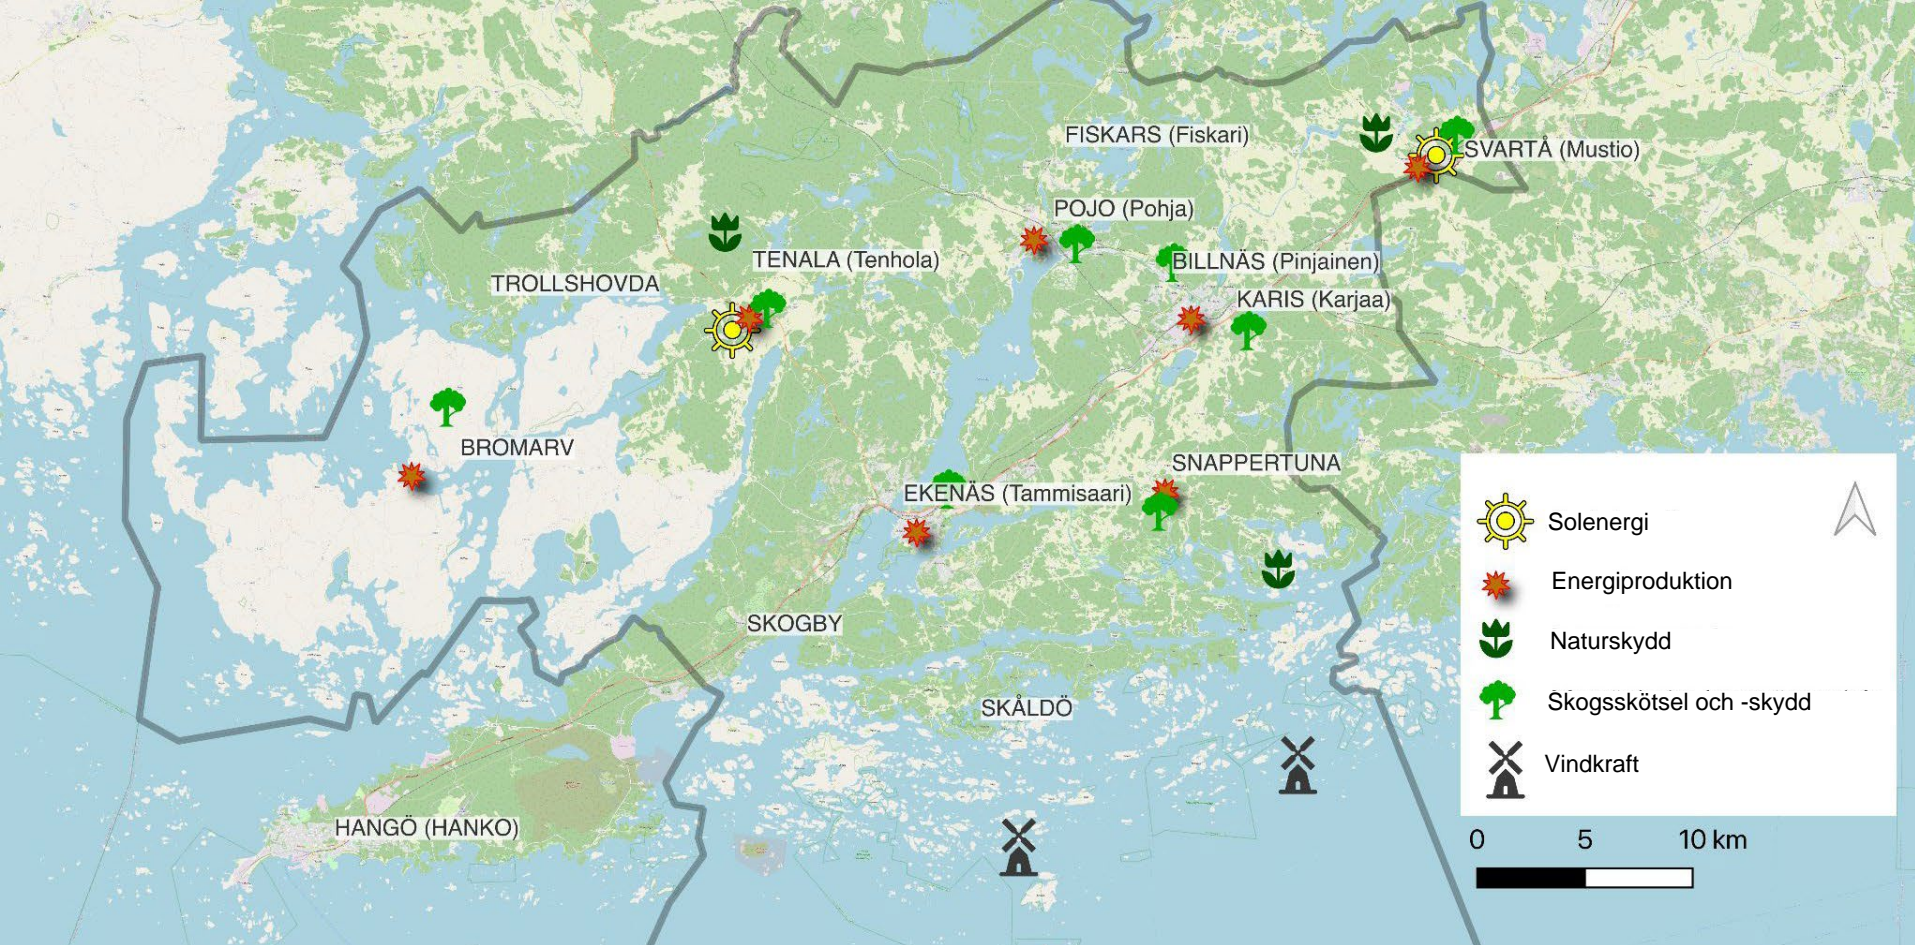 FISKARS (Fiskari)
SVARTÅ (Mustio)
POJO (Pohja)
TENALA (Tenhola)
BILLNÄS (Pinjainen)
TROLLSHOVDA
KARIS (Karjaa)
BROMARV
SNAPPERTUNA
EKENÄS (Tammisaari)
SKOGBY
SKÅLDÖ
HANGÖ (HANKO)
Solenergi
Energiproduktion
Naturskydd
Skogsskötsel och -skydd
Vindkraft
0 5 10 km